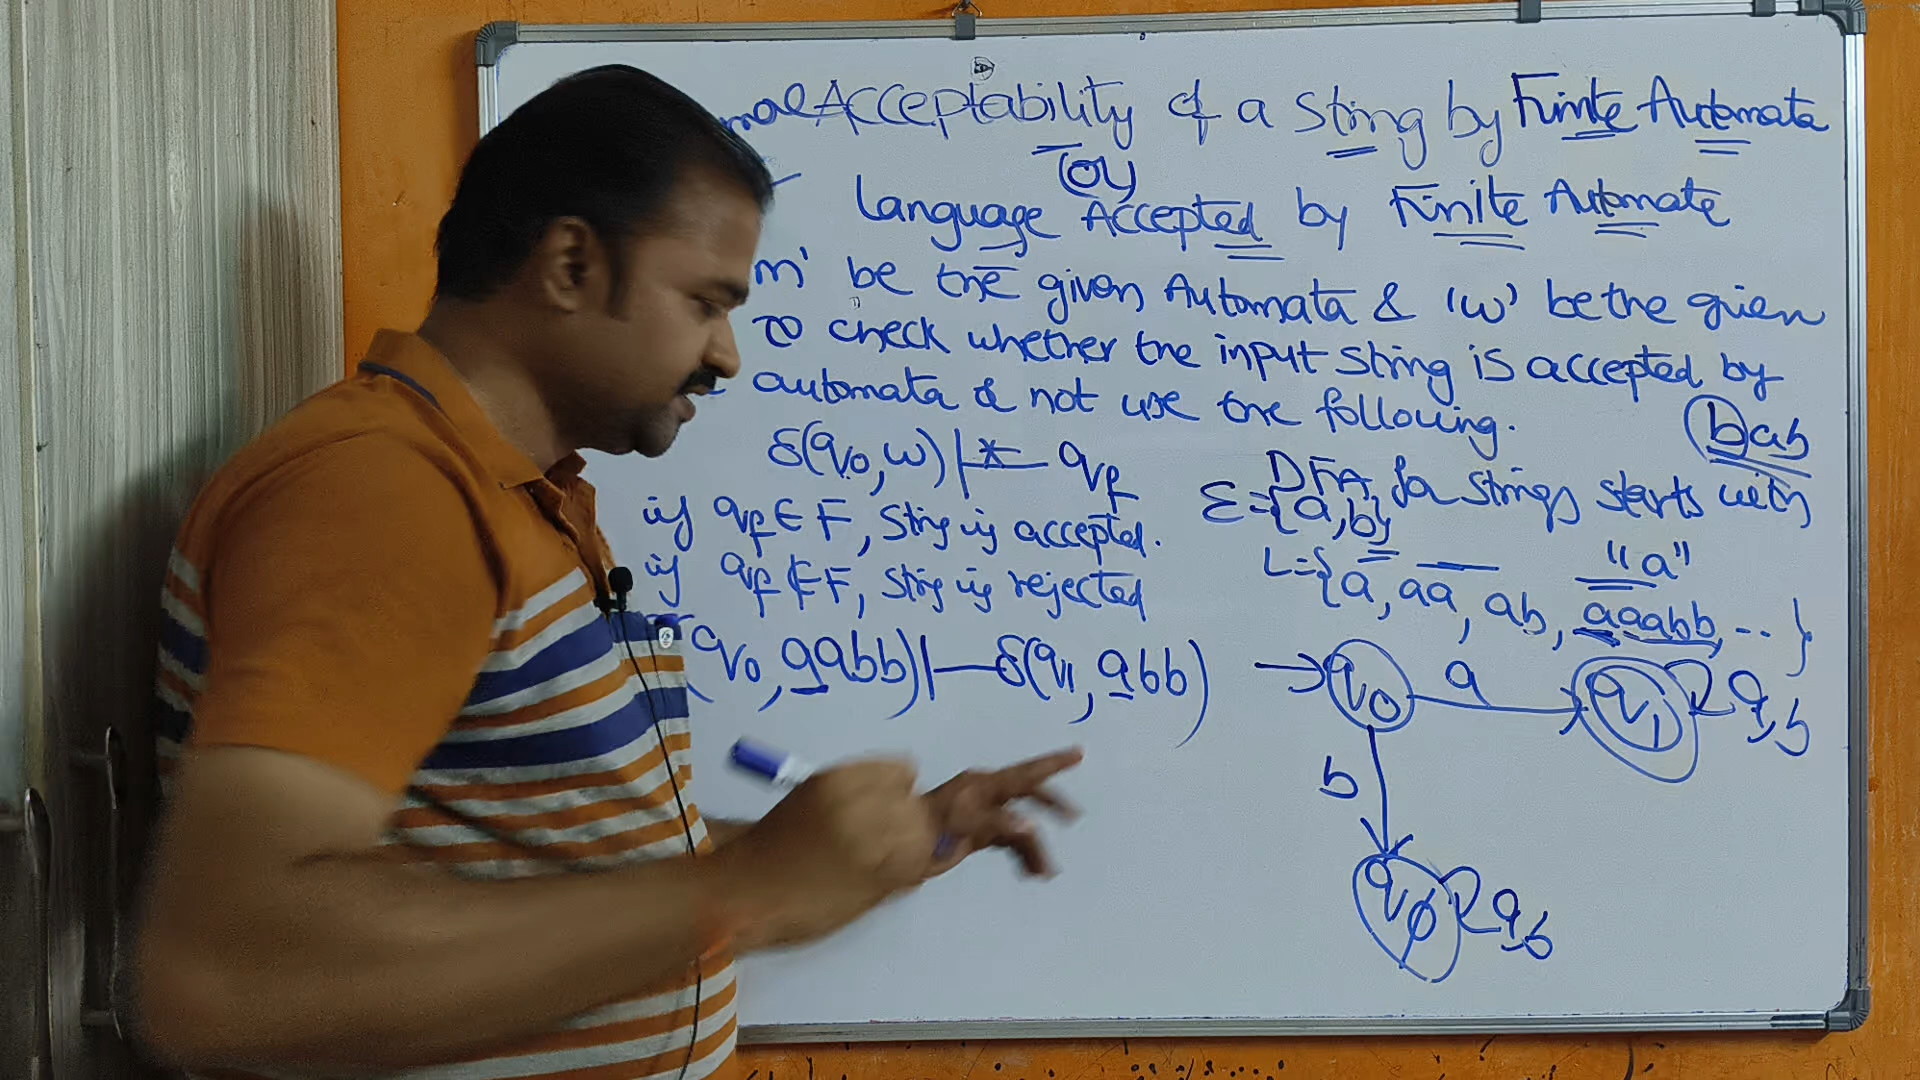 Acceptability of a String by Finite Automata
(or)
Language Accepted by Finite Automata
'm' be the given Automata & 'w' be the given
to check whether the input string is accepted by
automata or not use the following.
bab
δ(q0, w) |*— qf
if qf ∈ F, String is accepted.
if qf ∉ F, String is rejected
(q0, aabb) |— δ(q1, abb)
DFA for strings starts with
"a"
Σ={a,b}
L={a, aa, ab, aaabb, ..}
q0
a
q1
a,b
b
qϕ
a,b